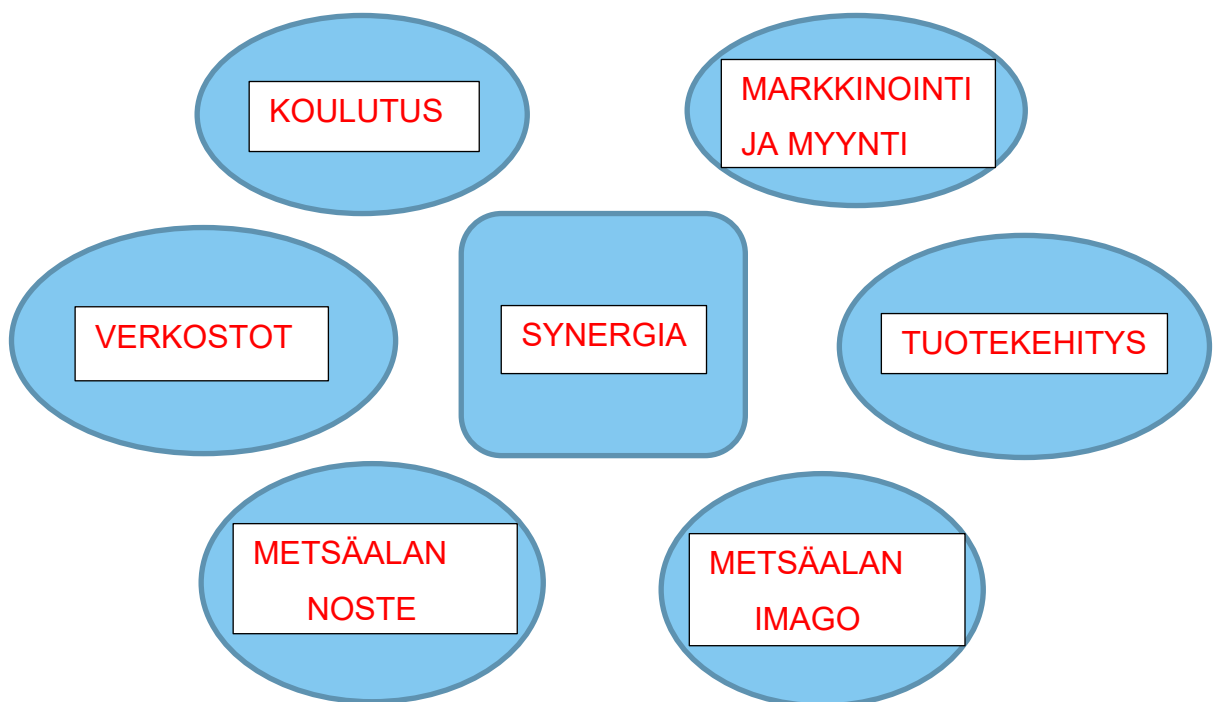 KOULUTUS
MARKKINOINTI
JA MYYNTI
VERKOSTOT
SYNERGIA
TUOTEKEHITYS
METSÄALAN
NOSTE
METSÄALAN
IMAGO